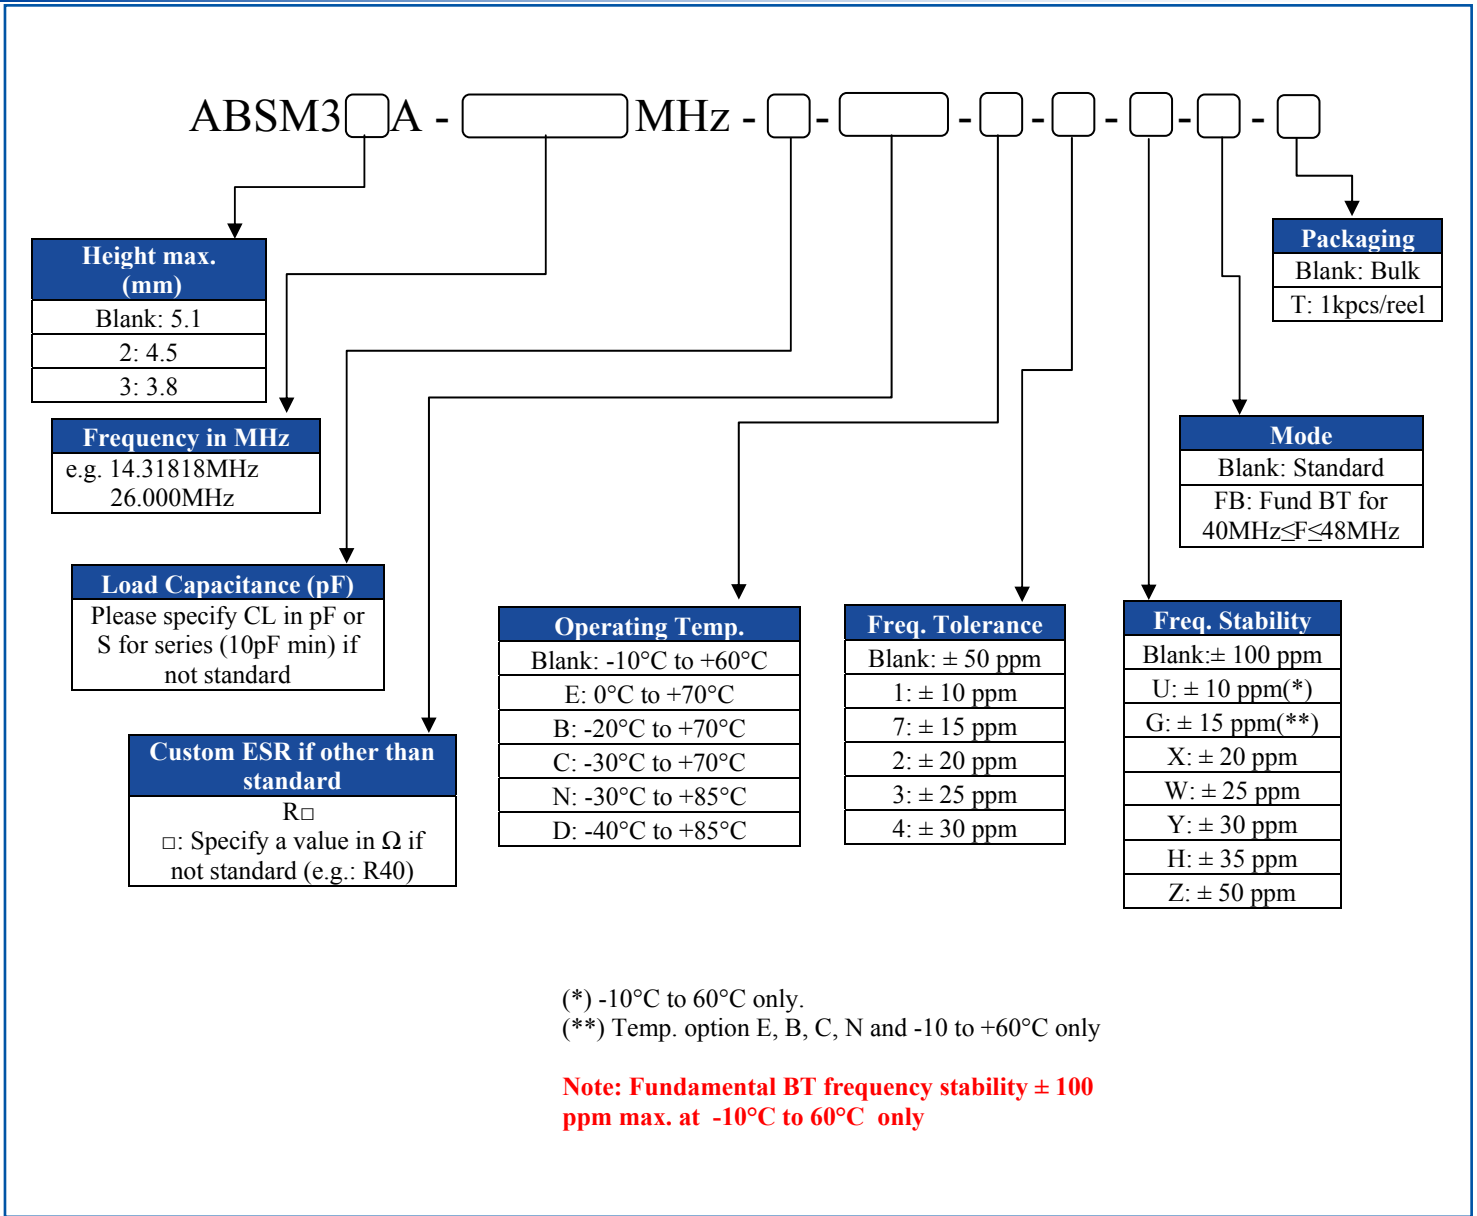 ABSM3□A - MHz - - - - - - -
Height max.
(mm)
Blank: 5.1
2: 4.5
3: 3.8
Frequency in MHz
e.g. 14.31818MHz
26.000MHz
Load Capacitance (pF)
Please specify CL in pF or
S for series (10pF min) if
not standard
Custom ESR if other than
standard
R□
□: Specify a value in Ω if
not standard (e.g.: R40)
Operating Temp.
Blank: -10°C to +60°C
E: 0°C to +70°C
B: -20°C to +70°C
C: -30°C to +70°C
N: -30°C to +85°C
D: -40°C to +85°C
Freq. Tolerance
Blank: ± 50 ppm
1: ± 10 ppm
7: ± 15 ppm
2: ± 20 ppm
3: ± 25 ppm
4: ± 30 ppm
Freq. Stability
Blank:± 100 ppm
U: ± 10 ppm(*)
G: ± 15 ppm(**)
X: ± 20 ppm
W: ± 25 ppm
Y: ± 30 ppm
H: ± 35 ppm
Z: ± 50 ppm
Mode
Blank: Standard
FB: Fund BT for
40MHz≤F≤48MHz
Packaging
Blank: Bulk
T: 1kpcs/reel
(*) -10°C to 60°C only.
(**) Temp. option E, B, C, N and -10 to +60°C only
Note: Fundamental BT frequency stability ± 100
ppm max. at -10°C to 60°C only